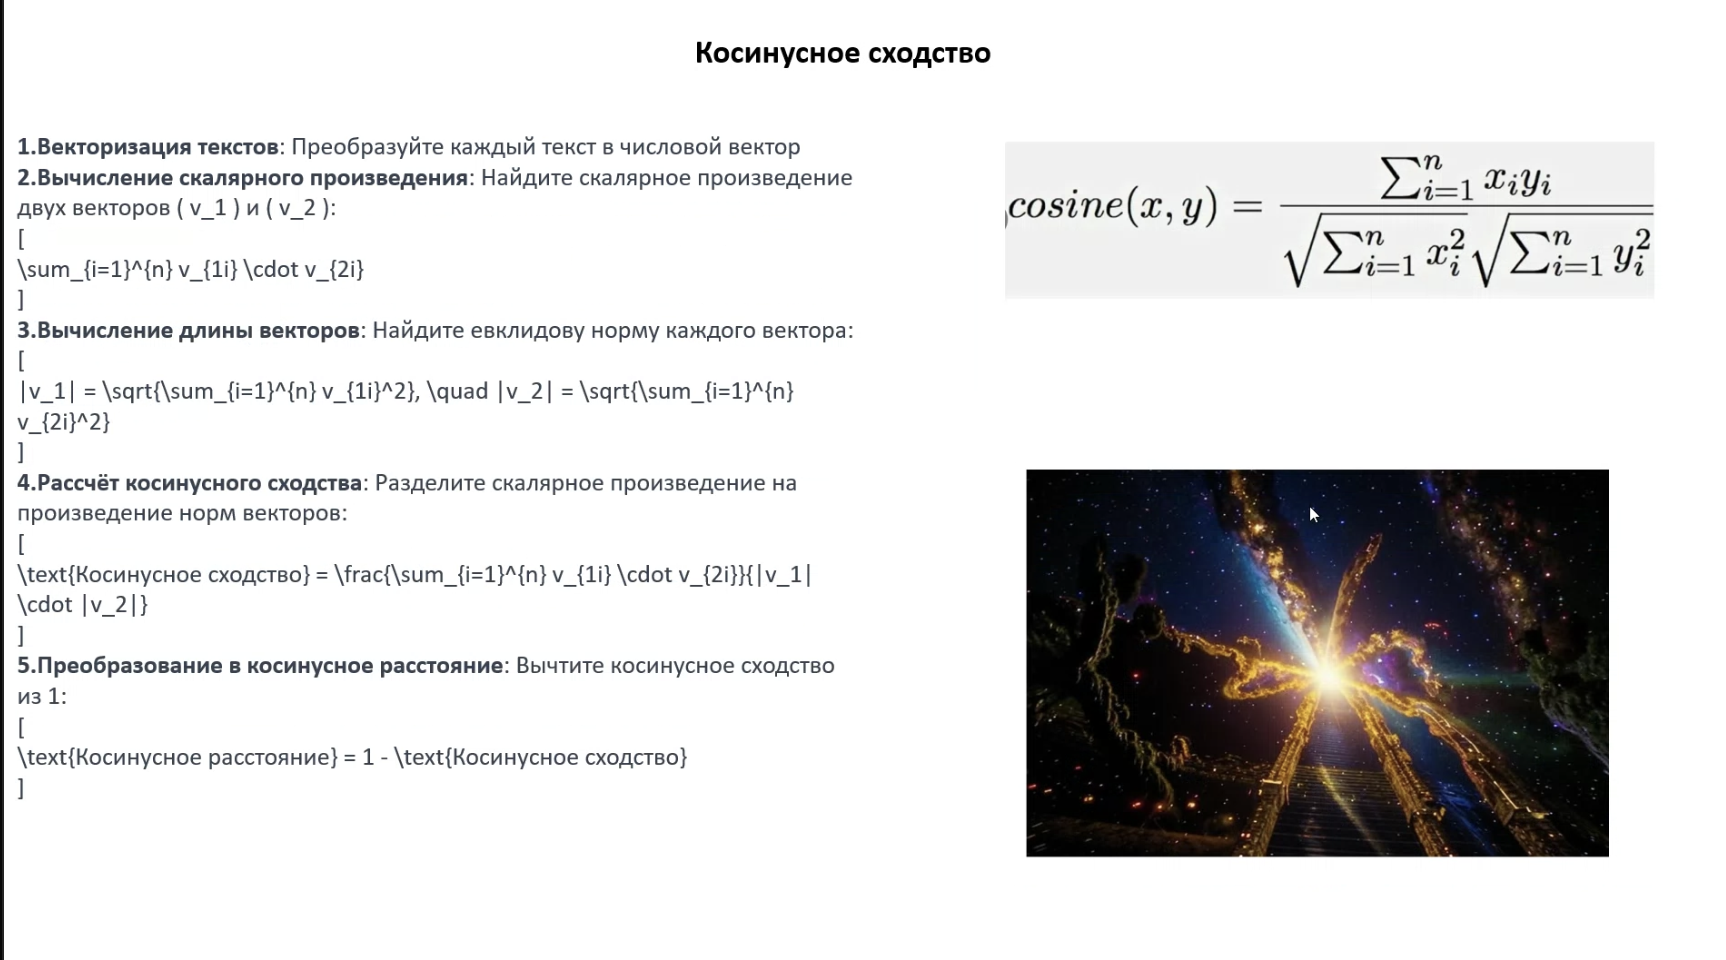 Косинусное сходство
1.Векторизация текстов: Преобразуйте каждый текст в числовой вектор
2.Вычисление скалярного произведения: Найдите скалярное произведение
двух векторов ( v_1 ) и ( v_2 ):
[
\sum_{i=1}^{n} v_{1i} \cdot v_{2i}
]
3.Вычисление длины векторов: Найдите евклидову норму каждого вектора:
[
|v_1| = \sqrt{\sum_{i=1}^{n} v_{1i}^2}, \quad |v_2| = \sqrt{\sum_{i=1}^{n}
v_{2i}^2}
]
4.Рассчёт косинусного сходства: Разделите скалярное произведение на
произведение норм векторов:
[
\text{Косинусное сходство} = \frac{\sum_{i=1}^{n} v_{1i} \cdot v_{2i}}{|v_1|
\cdot |v_2|}
]
5.Преобразование в косинусное расстояние: Вычтите косинусное сходство
из 1:
[
\text{Косинусное расстояние} = 1 - \text{Косинусное сходство}
]
cosine(x, y) = \frac{\sum_{i=1}^{n} x_i y_i}{\sqrt{\sum_{i=1}^{n} x_i^2} \sqrt{\sum_{i=1}^{n} y_i^2}}